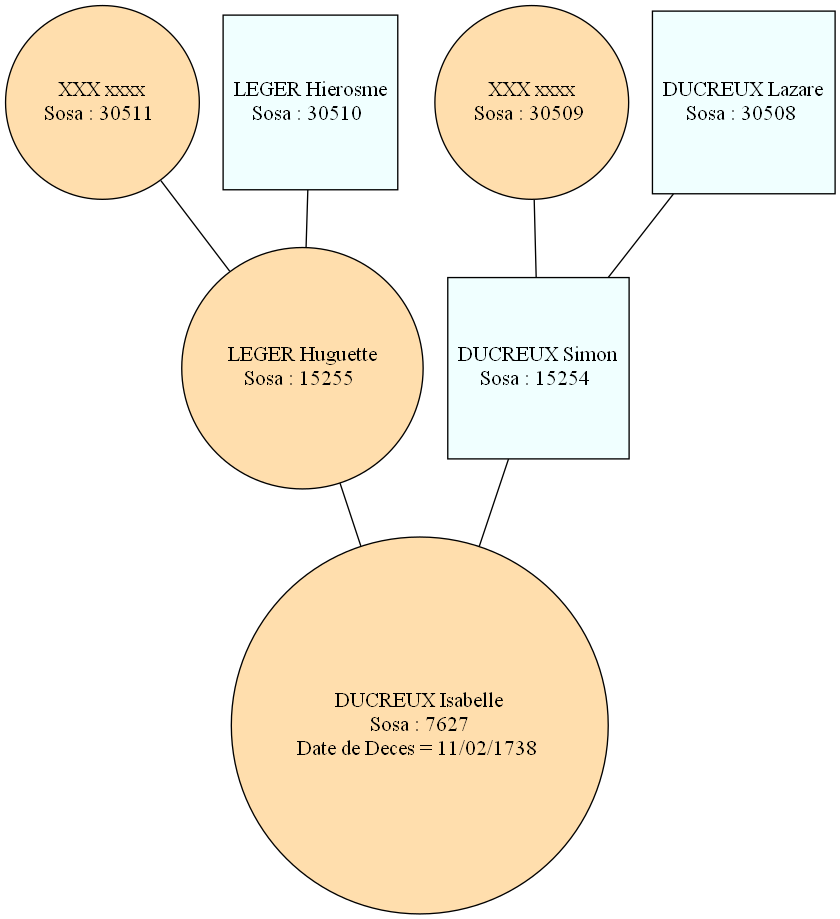 XXX xxxx
Sosa : 30511
LEGER Hierosme
Sosa : 30510
XXX xxxx
Sosa : 30509
DUCREUX Lazare
Sosa : 30508
LEGER Huguette
Sosa : 15255
DUCREUX Simon
Sosa : 15254
DUCREUX Isabelle
Sosa : 7627
Date de Deces = 11/02/1738